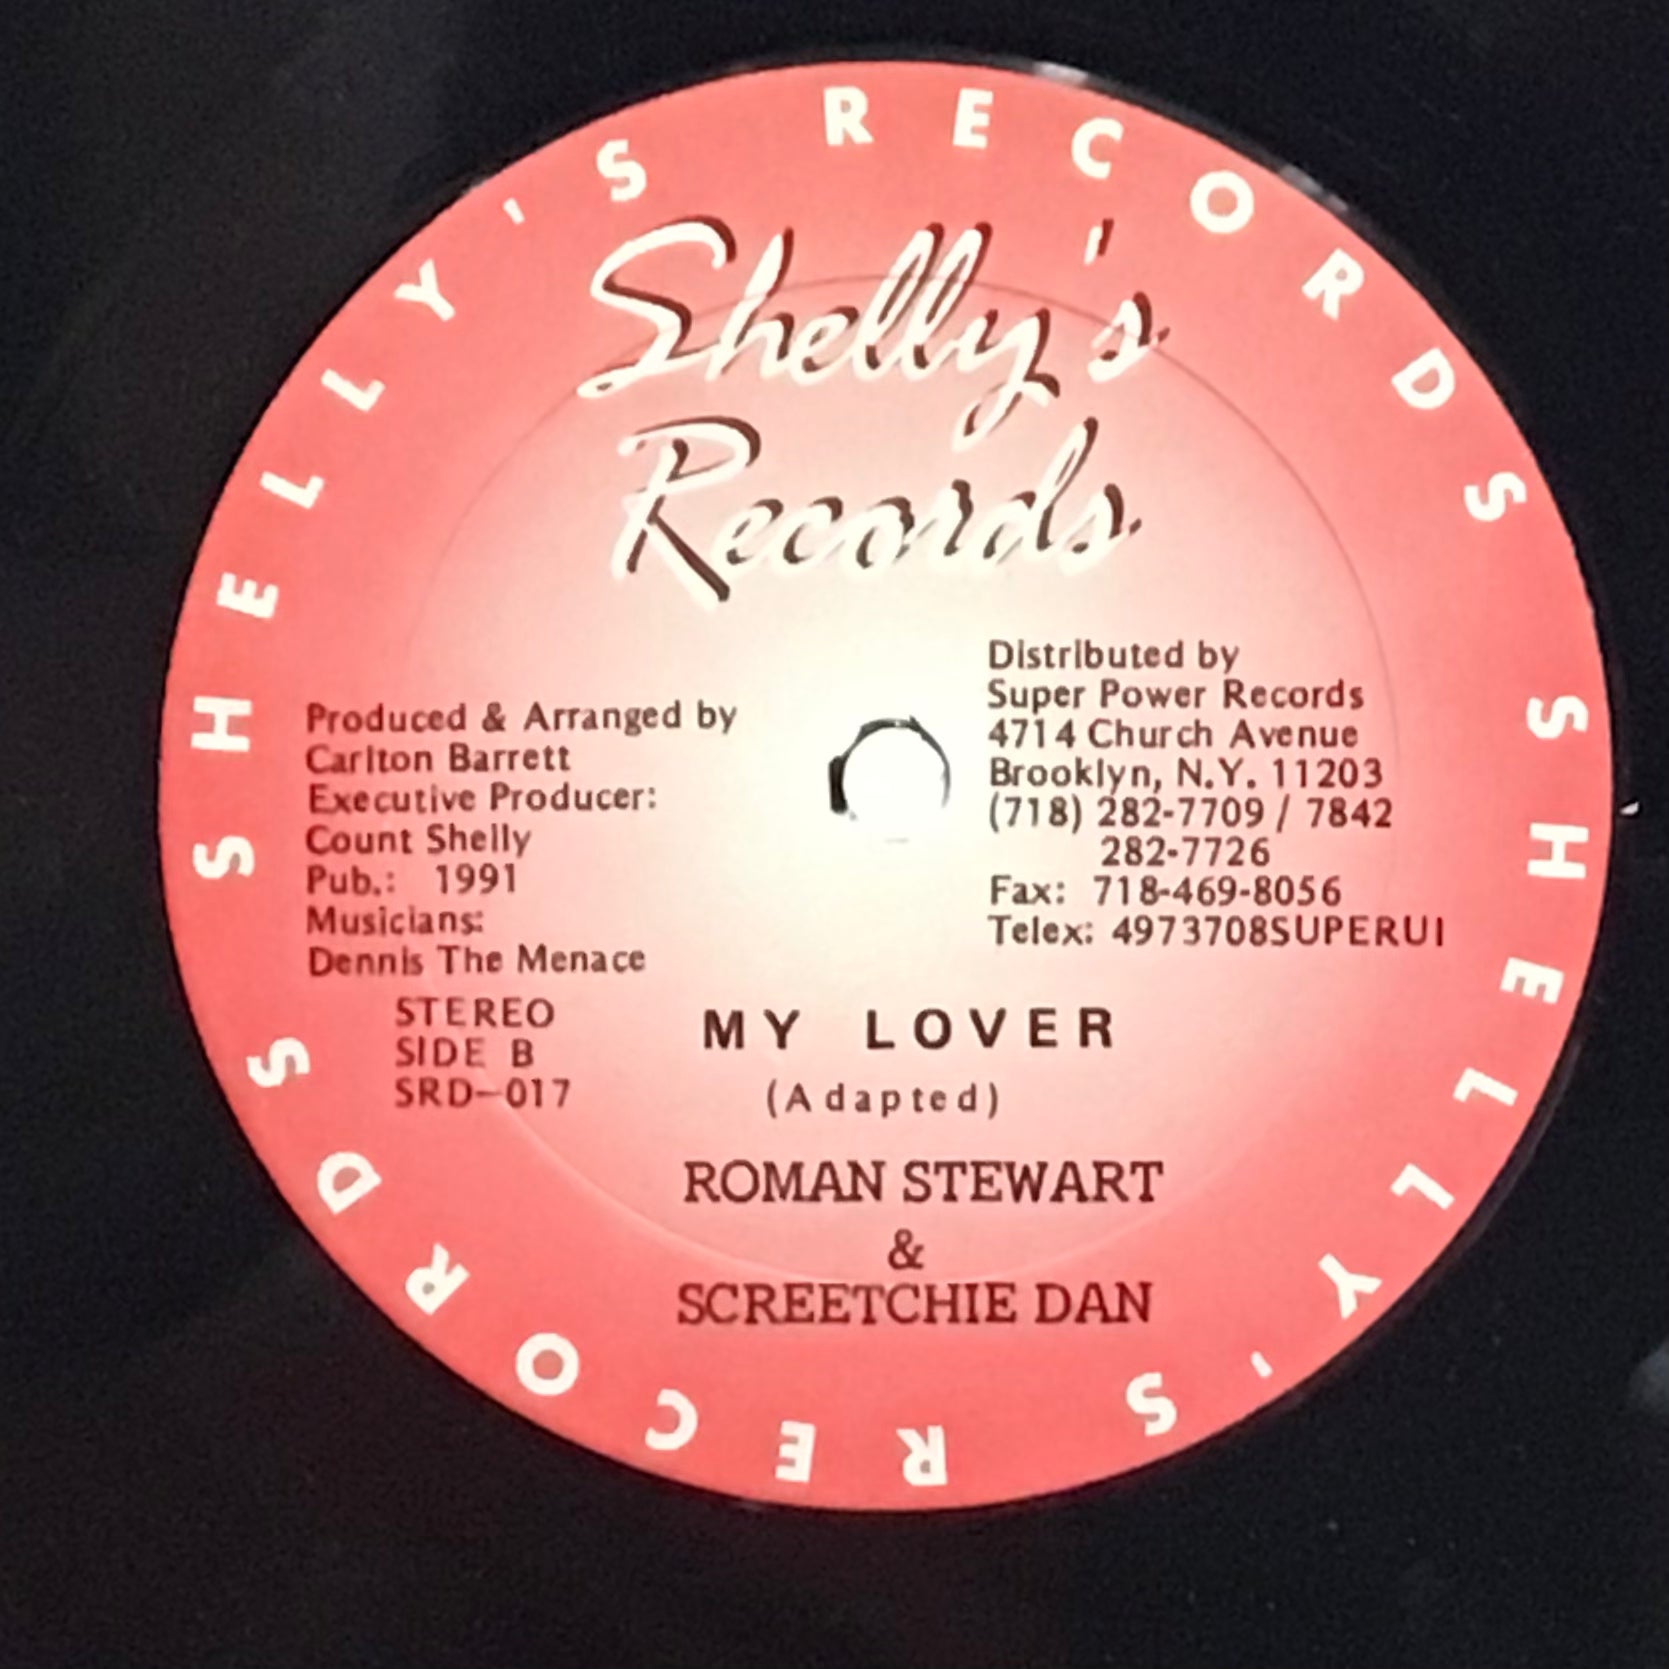 SHELLY'S RECORDS SHELLY'S RECORDS
Shelly's
Records
Produced & Arranged by
Carlton Barrett
Executive Producer:
Count Shelly
Pub.: 1991
Musicians:
Dennis The Menace
STEREO
SIDE B
SRD-017
Distributed by
Super Power Records
4714 Church Avenue
Brooklyn, N.Y. 11203
(718) 282-7709 / 7842
282-7726
Fax: 718-469-8056
Telex: 4973708SUPERUI
MY LOVER
(Adapted)
ROMAN STEWART
&
SCREETCHIE DAN